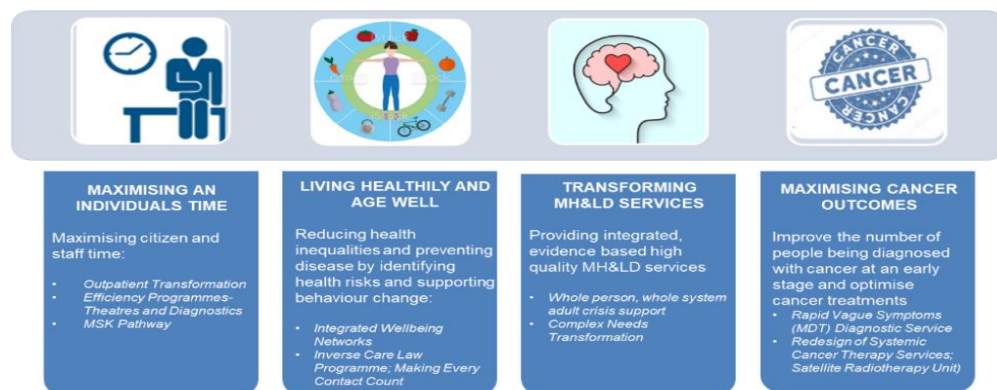 CANCER
CANCER
CANCER
MAXIMISING AN
INDIVIDUALS TIME
Maximising citizen and
staff time:
• Outpatient Transformation
• Efficiency Programmes-
Theatres and Diagnostics
• MSK Pathway
LIVING HEALTHILY AND
AGE WELL
Reducing health
inequalities and preventing
disease by identifying
health risks and supporting
behaviour change:
• Integrated Wellbeing
Networks
• Inverse Care Law
Programme; Making Every
Contact Count
TRANSFORMING
MH&LD SERVICES
Providing integrated,
evidence based high
quality MH&LD services
• Whole person, whole system
adult crisis support
• Complex Needs
Transformation
MAXIMISING CANCER
OUTCOMES
Improve the number of
people being diagnosed
with cancer at an early
stage and optimise
cancer treatments
• Rapid Vague Symptoms
(MDT) Diagnostic Service
• Redesign of Systemic
Cancer Therapy Services;
Satellite Radiotherapy Unit)